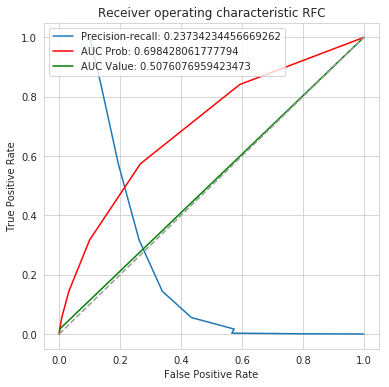 Receiver operating characteristic RFC
Precision-recall: 0.23734234456669262
AUC Prob: 0.698428061777794
AUC Value: 0.5076076959423473
True Positive Rate
1.0
0.8
0.6
0.4
0.2
0.0
0.0 0.2 0.4 0.6 0.8 1.0
False Positive Rate